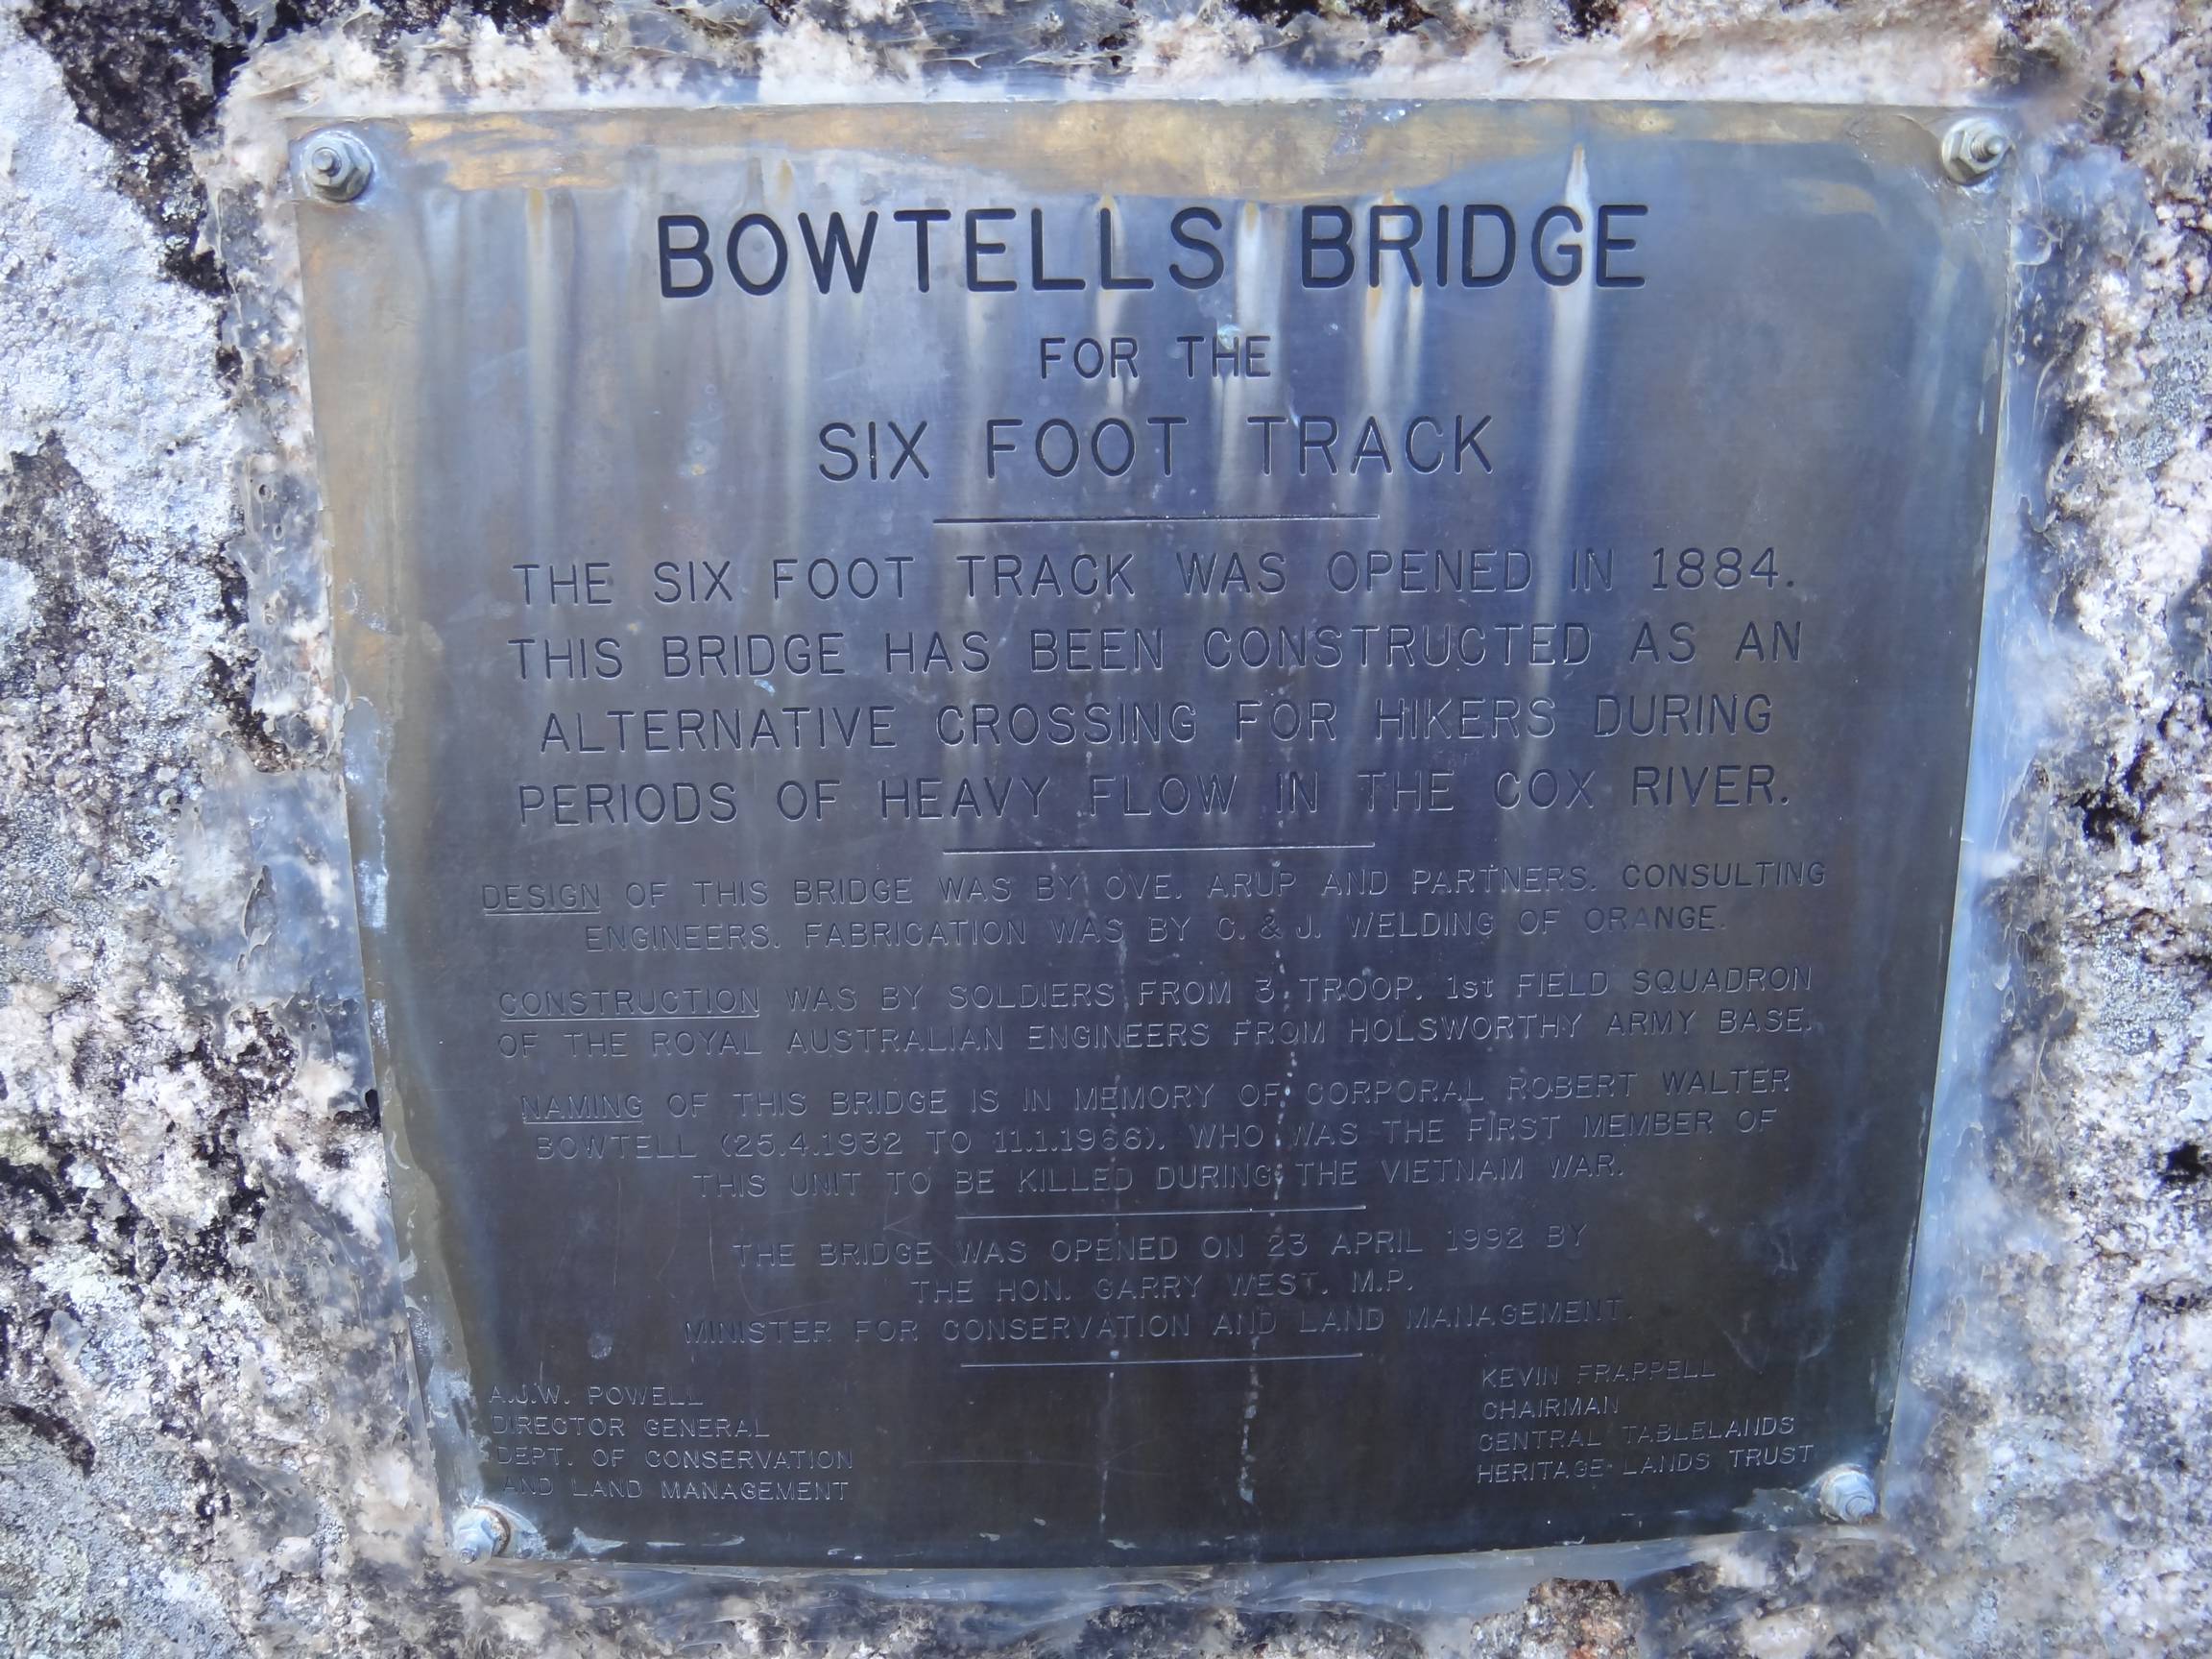 BOWTELLS BRIDGE
FOR THE
SIX FOOT TRACK
THE SIX FOOT TRACK WAS OPENED IN 1884.
THIS BRIDGE HAS BEEN CONSTRUCTED AS AN
ALTERNATIVE CROSSING FOR HIKERS DURING
PERIODS OF HEAVY FLOW IN THE COX RIVER.
DESIGN OF THIS BRIDGE WAS BY OVE. ARUP AND PARTNERS. CONSULTING
ENGINEERS. FABRICATION WAS BY C. & J. WELDING OF ORANGE.
CONSTRUCTION WAS BY SOLDIERS FROM 3 TROOP. 1st FIELD SQUADRON
OF THE ROYAL AUSTRALIAN ENGINEERS FROM HOLSWORTHY ARMY BASE.
NAMING OF THIS BRIDGE IS IN MEMORY OF CORPORAL ROBERT WALTER
BOWTELL (25.4.1932 TO 11.1.1966). WHO WAS THE FIRST MEMBER OF
THIS UNIT TO BE KILLED DURING THE VIETNAM WAR.
THE BRIDGE WAS OPENED ON 23 APRIL 1992 BY
THE HON. GARRY WEST. M.P.
MINISTER FOR CONSERVATION AND LAND MANAGEMENT.
A.J.W. POWELL
DIRECTOR GENERAL
DEPT. OF CONSERVATION
AND LAND MANAGEMENT
KEVIN FRAPPELL
CHAIRMAN
CENTRAL TABLELANDS
HERITAGE LANDS TRUST